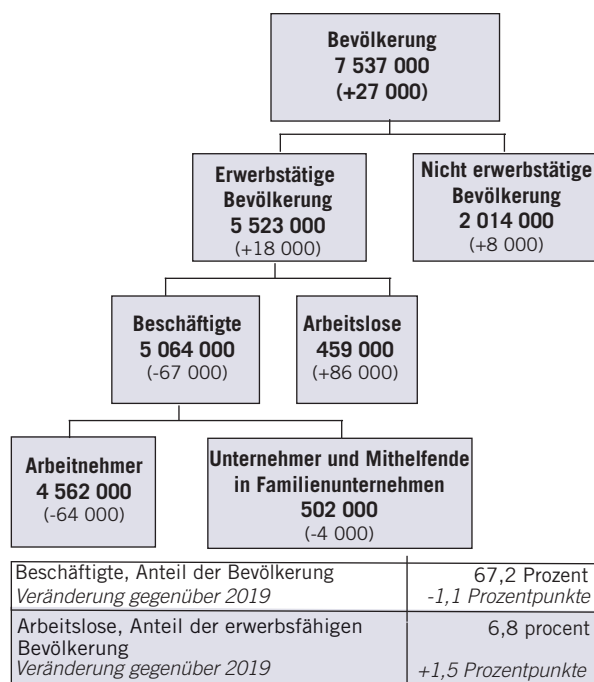 Bevölkerung
7 537 000
(+27 000)
Erwerbstätige
Bevölkerung
5 523 000
(+18 000)
Nicht erwerbstätige
Bevölkerung
2 014 000
(+8 000)
Beschäftigte
5 064 000
(-67 000)
Arbeitslose
459 000
(+86 000)
Arbeitnehmer
4 562 000
(-64 000)
Unternehmer und Mithelfende
in Familienunternehmen
502 000
(-4 000)
Beschäftigte, Anteil der Bevölkerung 67,2 Prozent
Veränderung gegenüber 2019 -1,1 Prozentpunkte
Arbeitslose, Anteil der erwerbsfähigen 6,8 procent
Bevölkerung
Veränderung gegenüber 2019 +1,5 Prozentpunkte